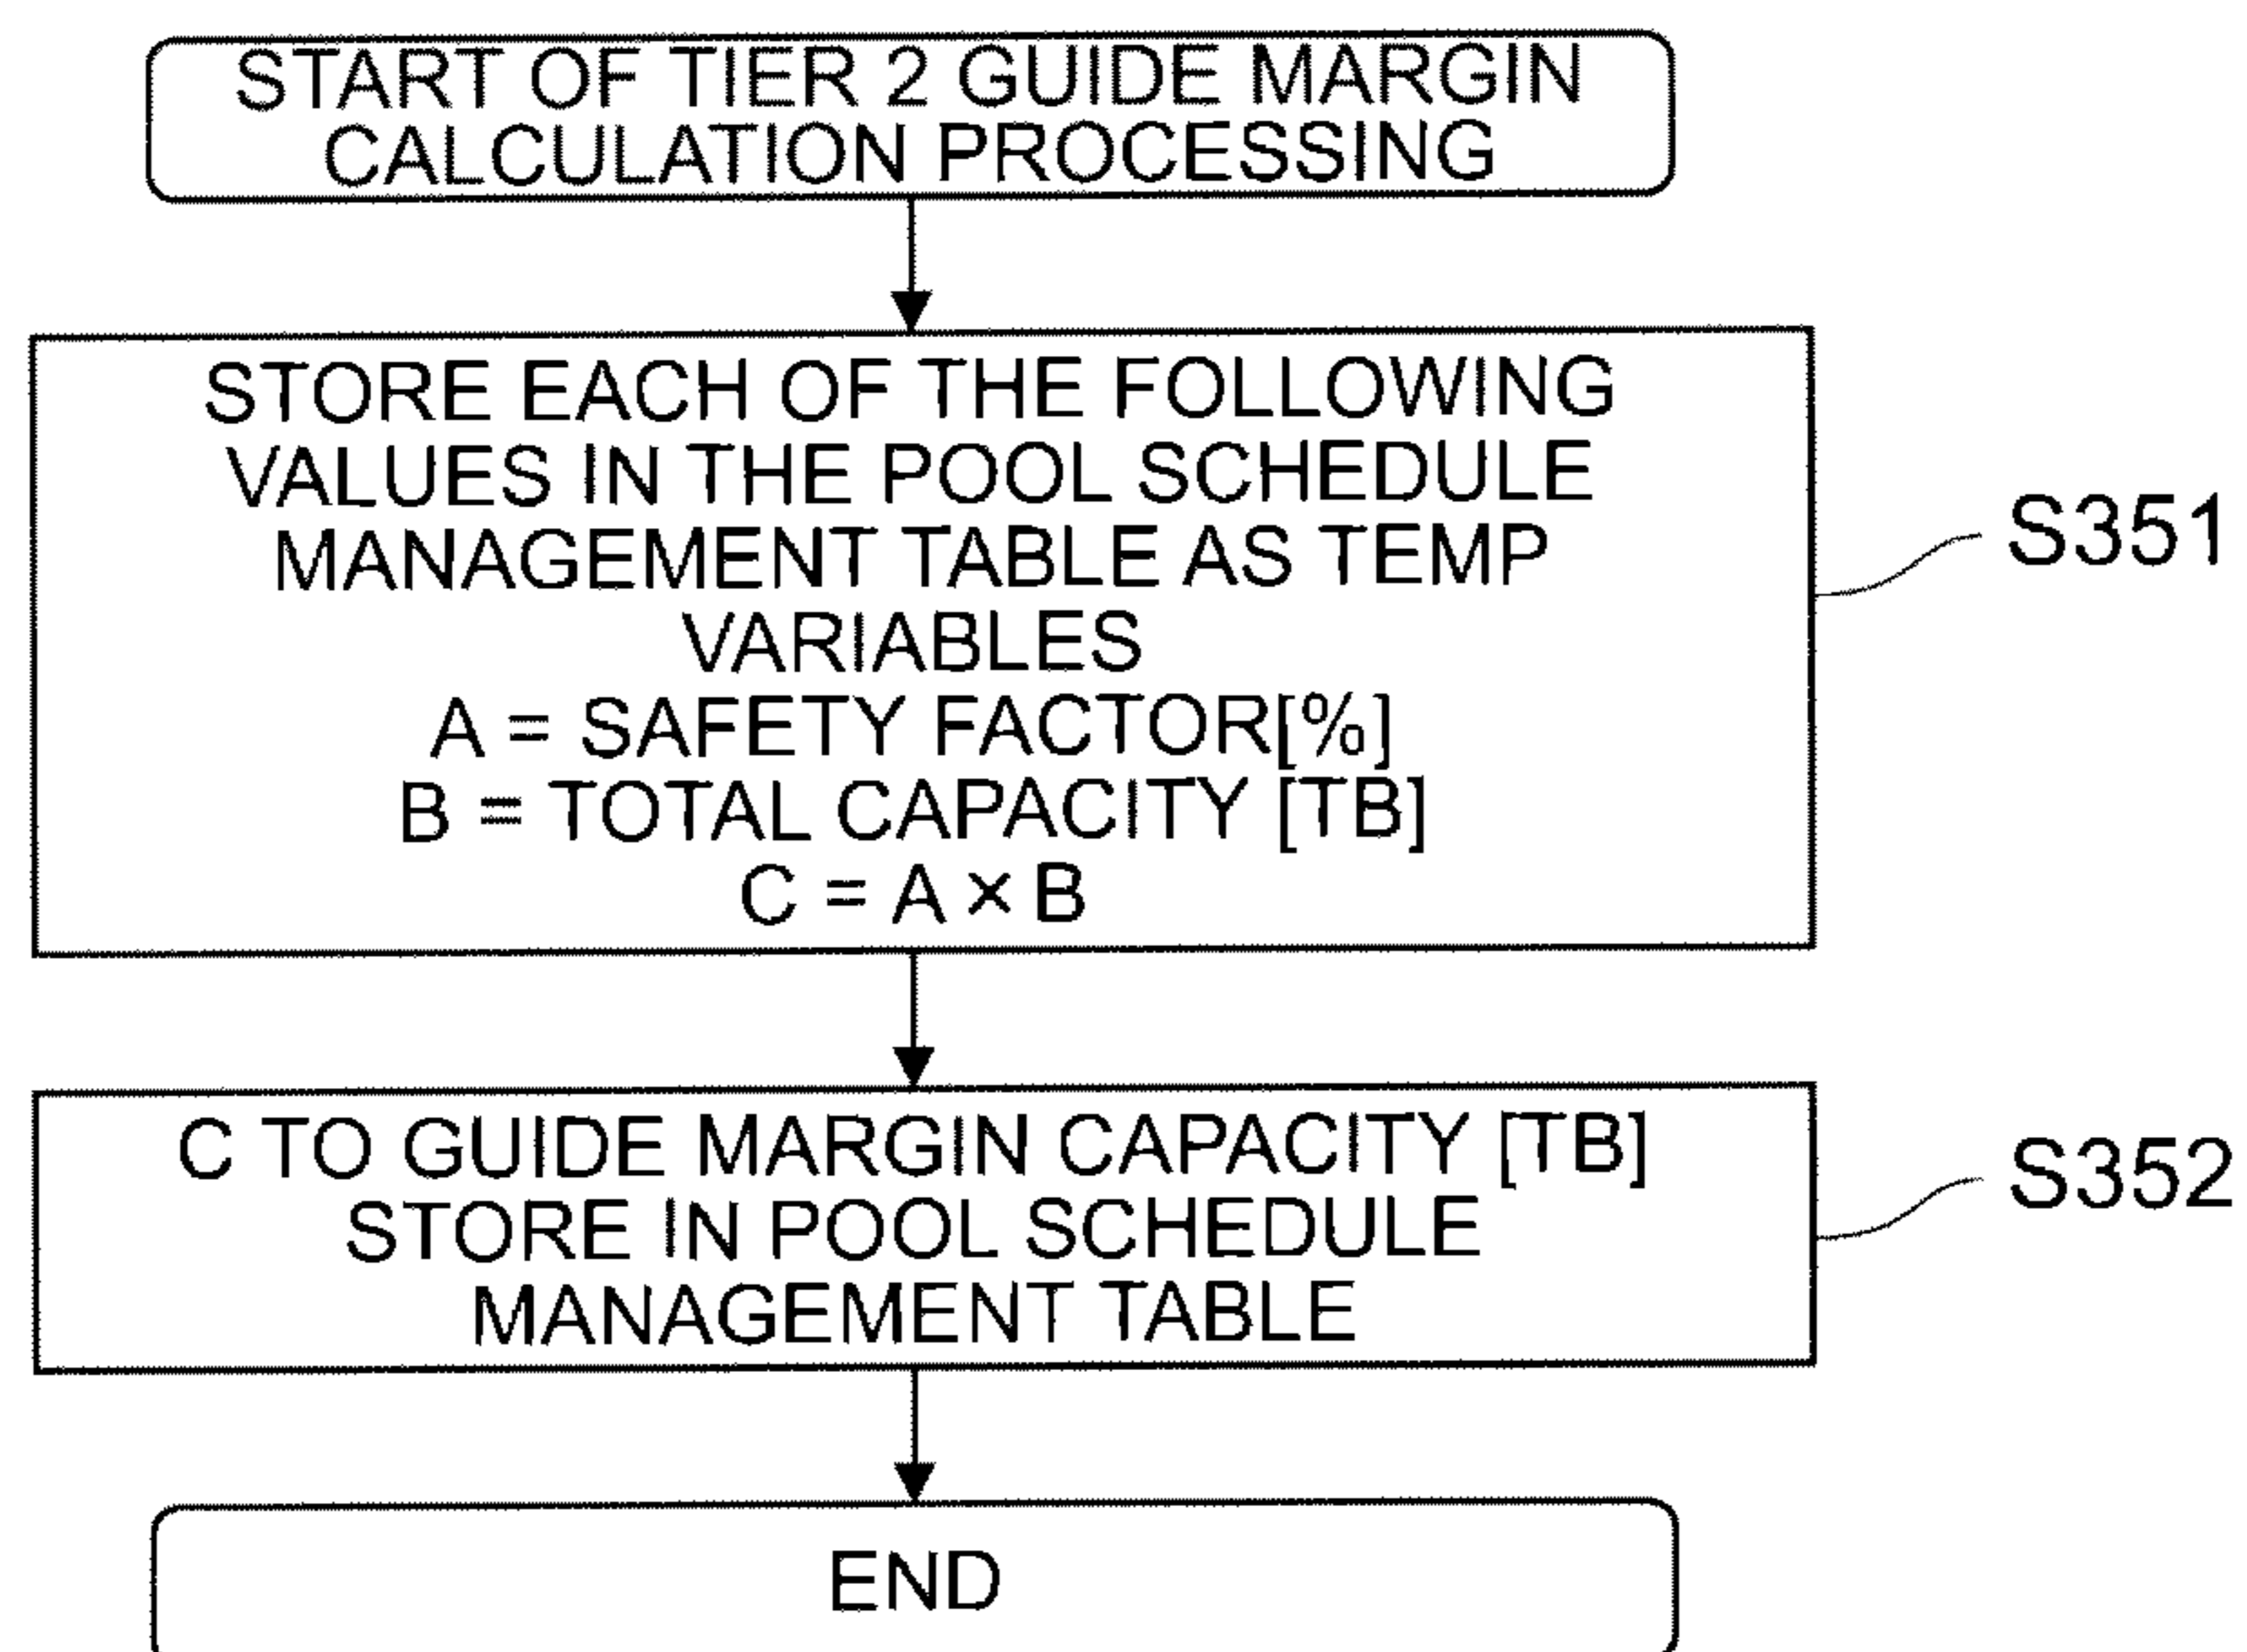 START OF TIER 2 GUIDE MARGIN
CALCULATION PROCESSING
STORE EACH OF THE FOLLOWING
VALUES IN THE POOL SCHEDULE
MANAGEMENT TABLE AS TEMP
VARIABLES
A = SAFETY FACTOR[%]
B = TOTAL CAPACITY [TB]
C = A × B
S351
C TO GUIDE MARGIN CAPACITY [TB]
STORE IN POOL SCHEDULE
MANAGEMENT TABLE
S352
END